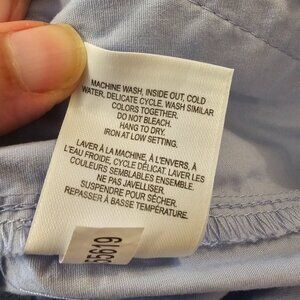 MACHINE WASH, INSIDE OUT, COLD
WATER, DELICATE CYCLE. WASH SIMILAR
COLORS TOGETHER.
DO NOT BLEACH.
HANG TO DRY.
IRON AT LOW SETTING.
LAVER À LA MACHINE, À L'ENVERS, À
L'EAU FROIDE, CYCLE DÉLICAT. LAVER LES
COULEURS SEMBLABLES ENSEMBLE.
NE PAS JAVELLISER.
SUSPENDRE POUR SÉCHER.
REPASSER À BASSE TEMPÉRATURE.